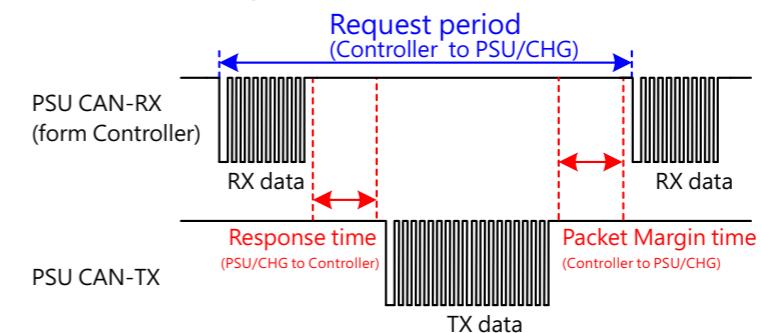 Request period
(Controller to PSU/CHG)
PSU CAN-RX
(form Controller)
RX data
RX data
Response time
(PSU/CHG to Controller)
Packet Margin time
(Controller to PSU/CHG)
PSU CAN-TX
TX data